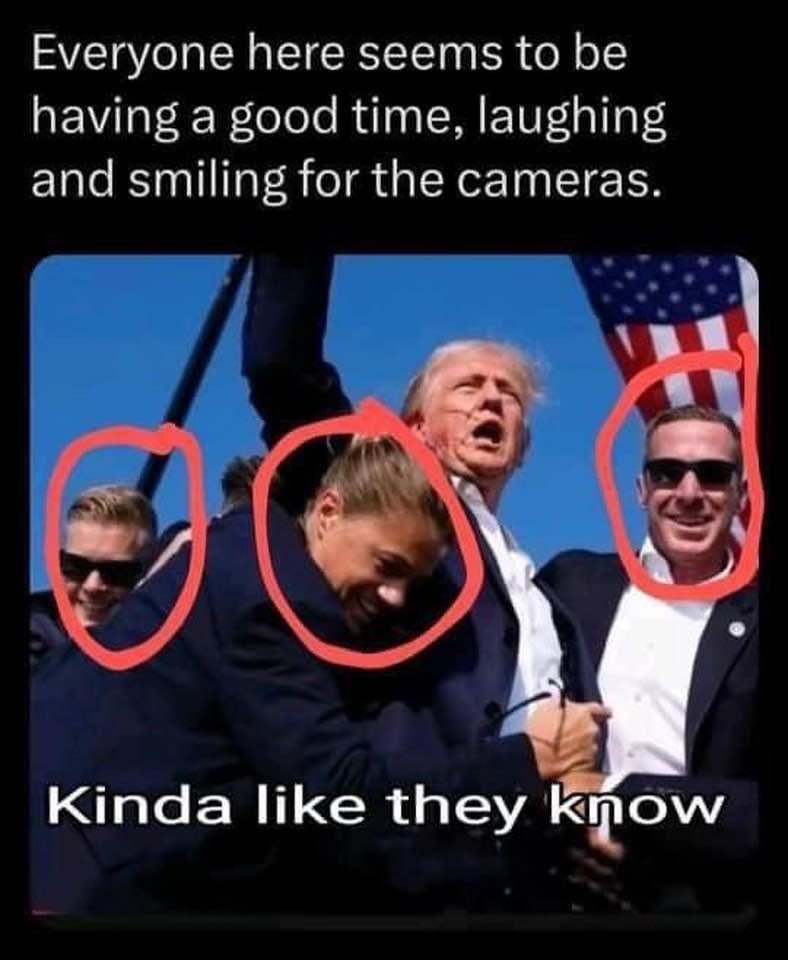 Everyone here seems to be
having a good time, laughing
and smiling for the cameras.
Kinda like they know